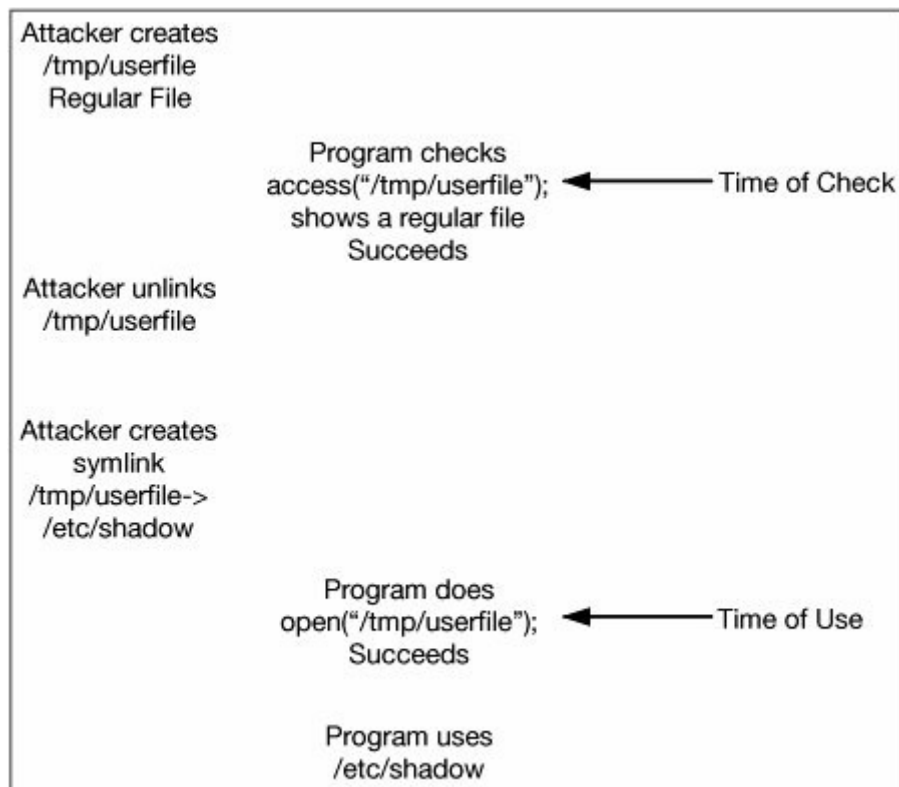 Attacker creates
/tmp/userfile
Regular File
Program checks
access(“/tmp/userfile”);
shows a regular file
Succeeds
Time of Check
Attacker unlinks
/tmp/userfile
Attacker creates
symlink
/tmp/userfile->
/etc/shadow
Program does
open(“/tmp/userfile”);
Succeeds
Time of Use
Program uses
/etc/shadow